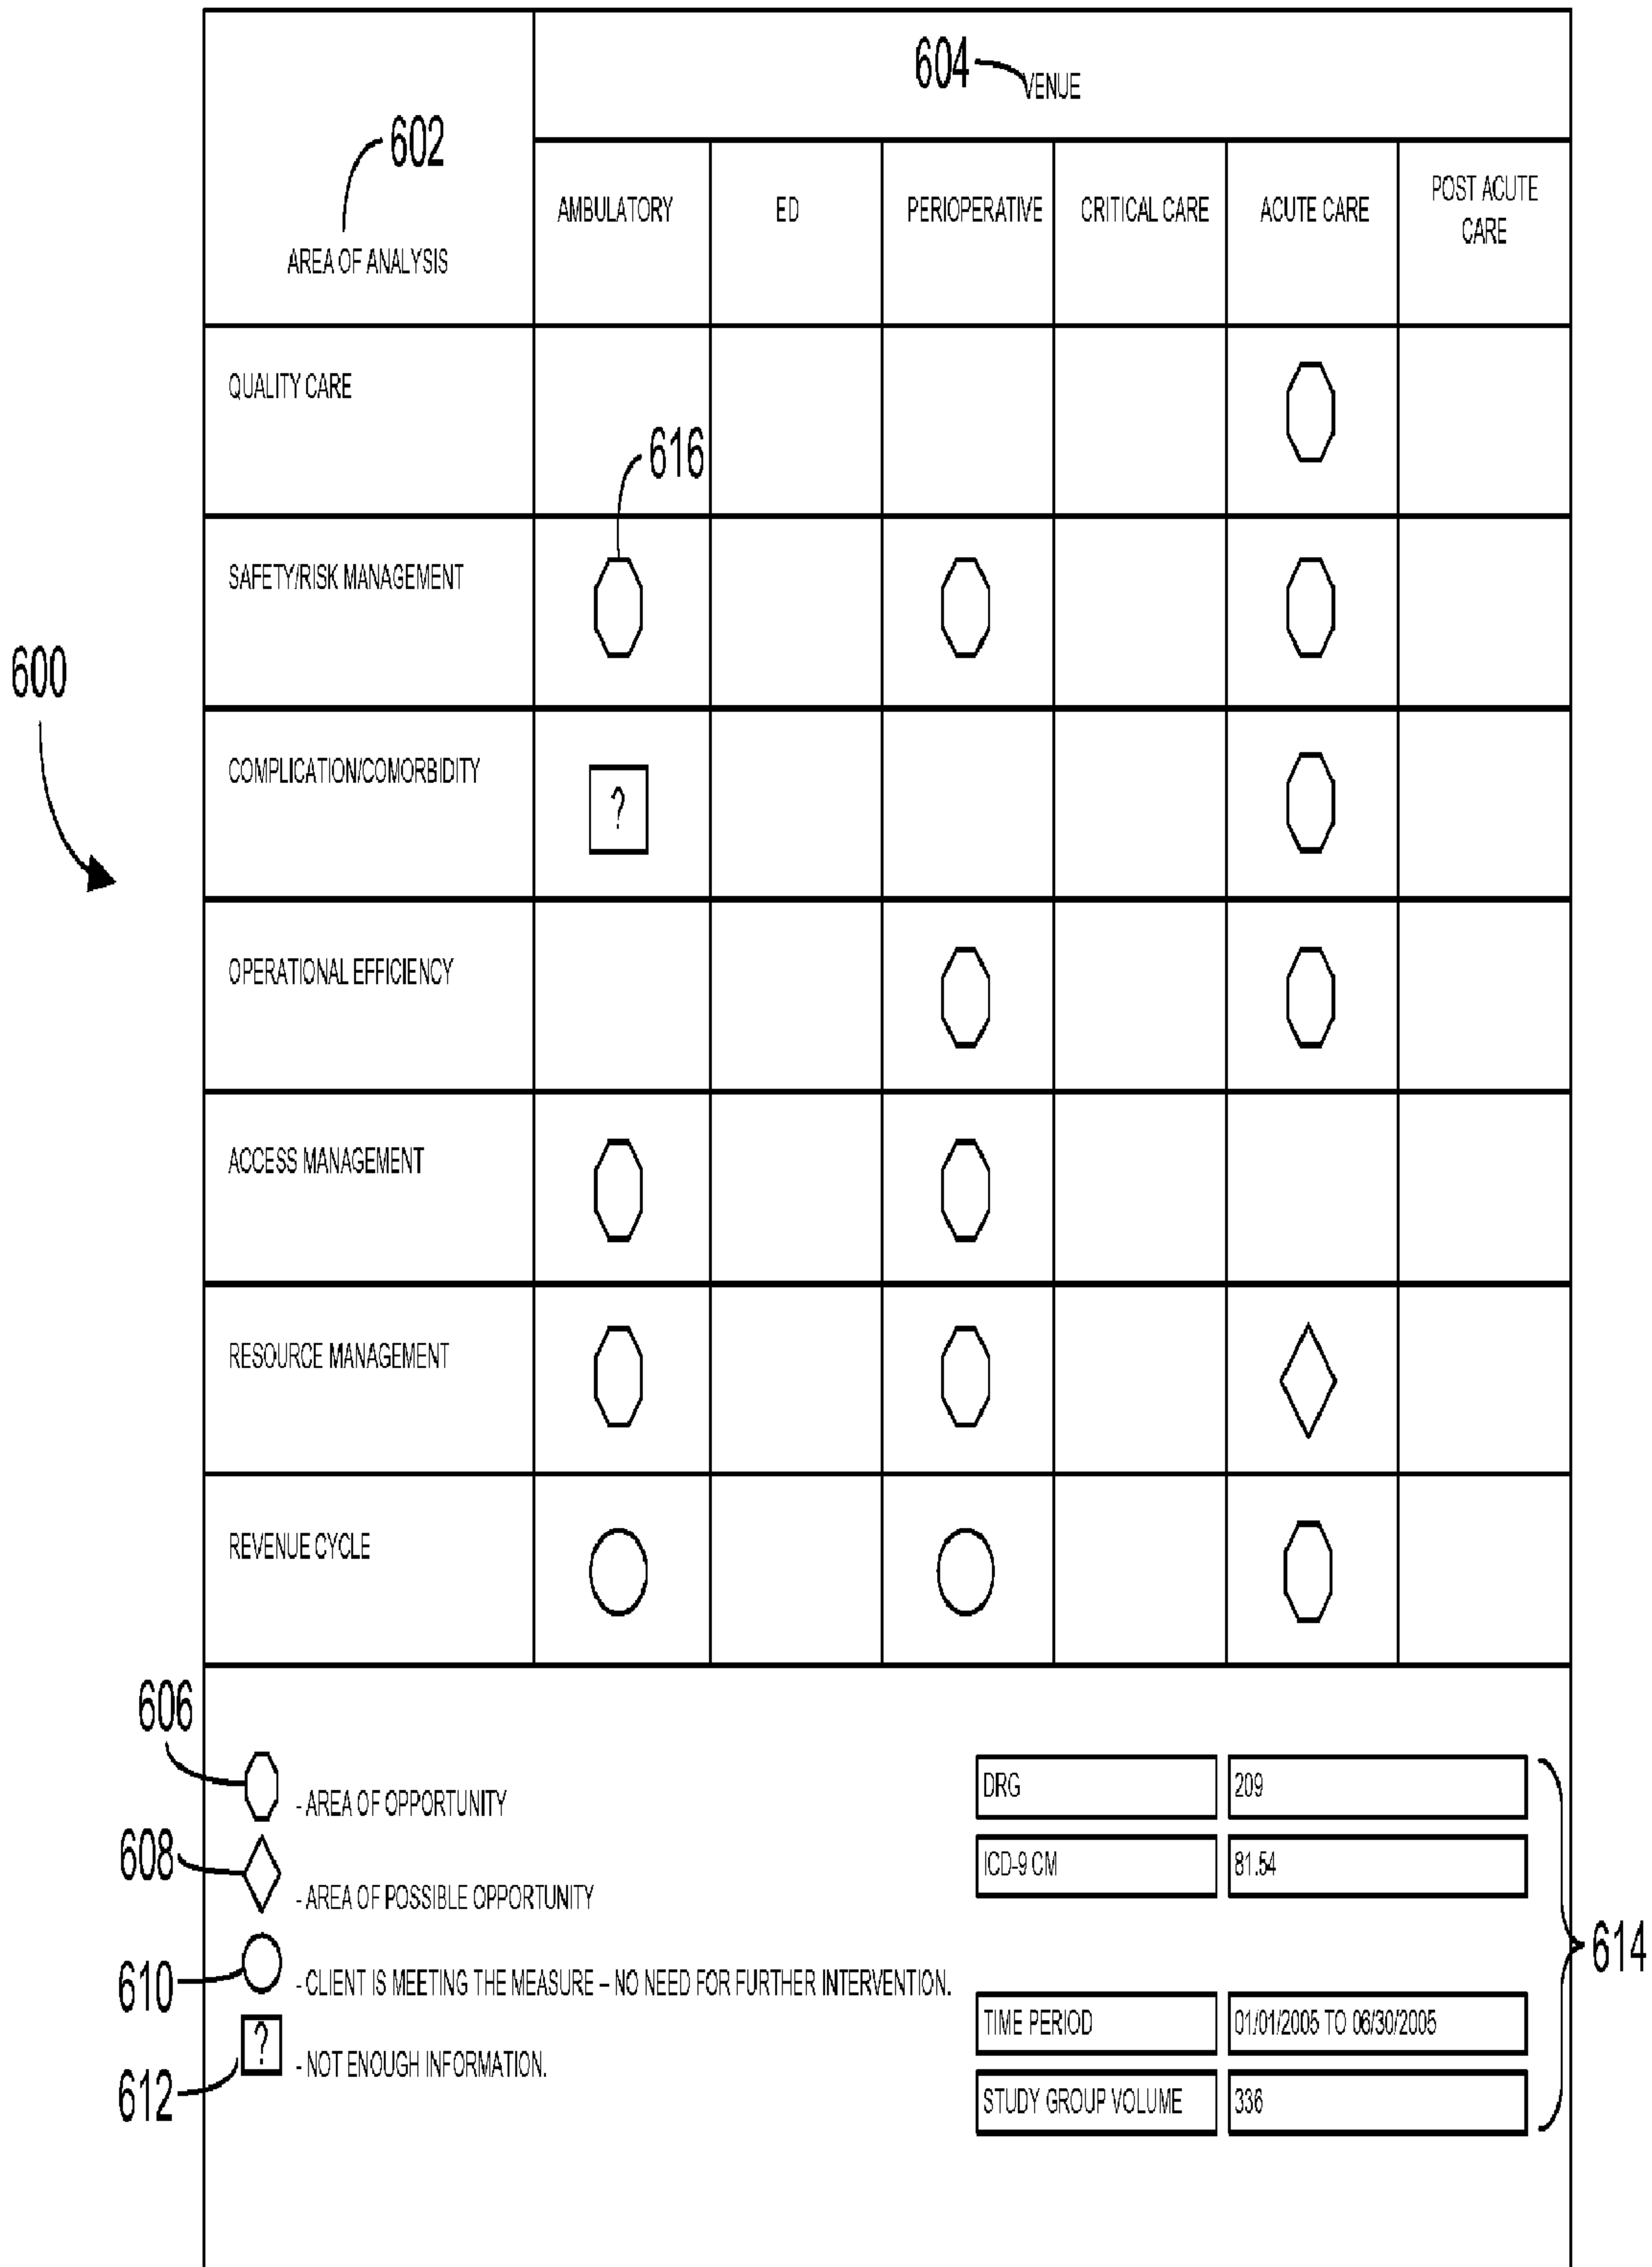 604
VENUE
602
AREA OF ANALYSIS
AMBULATORY
ED
PERIOPERATIVE
CRITICAL CARE
ACUTE CARE
POST ACUTE
CARE
QUALITY CARE
616
SAFETY/RISK MANAGEMENT
600
COMPLICATION/COMORBIDITY
?
OPERATIONAL EFFICIENCY
ACCESS MANAGEMENT
RESOURCE MANAGEMENT
REVENUE CYCLE
606
- AREA OF OPPORTUNITY
608
- AREA OF POSSIBLE OPPORTUNITY
610
- CLIENT IS MEETING THE MEASURE – NO NEED FOR FURTHER INTERVENTION.
?
612
- NOT ENOUGH INFORMATION.
DRG 209
ICD-9 CM 81.54
614
TIME PERIOD 01/01/2005 TO 06/30/2005
STUDY GROUP VOLUME 336